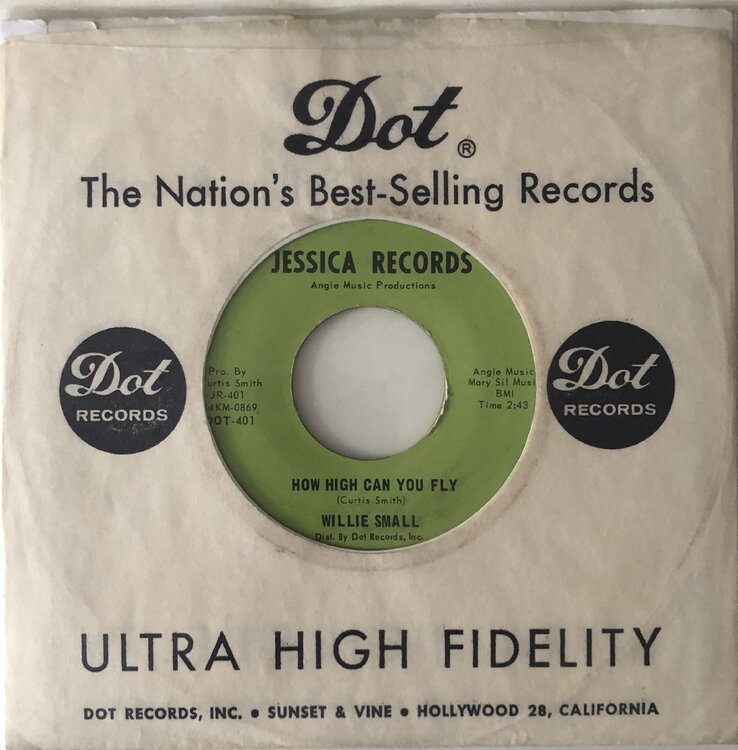 Dot®
The Nation's Best-Selling Records
JESSICA RECORDS
Angie Music Productions
Dot
RECORDS
Pro. By
urtis Smith
JR-401
4KM-0869
DOT-401
Angie Music
Mary Sil Musi
BMI
Time 2:43
Dot
RECORDS
HOW HIGH CAN YOU FLY
(Curtis Smith)
WILLIE SMALL
Dist. By Dot Records, Inc.
ULTRA HIGH FIDELITY
DOT RECORDS, INC. • SUNSET & VINE • HOLLYWOOD 28, CALIFORNIA